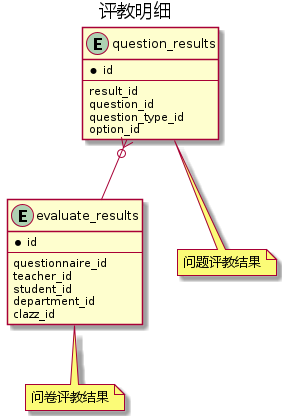 评教明细
E question_results
id
result_id
question_id
question_type_id
option_id
E evaluate_results
id
questionnaire_id
teacher_id
student_id
department_id
clazz_id
问题评教结果
问卷评教结果